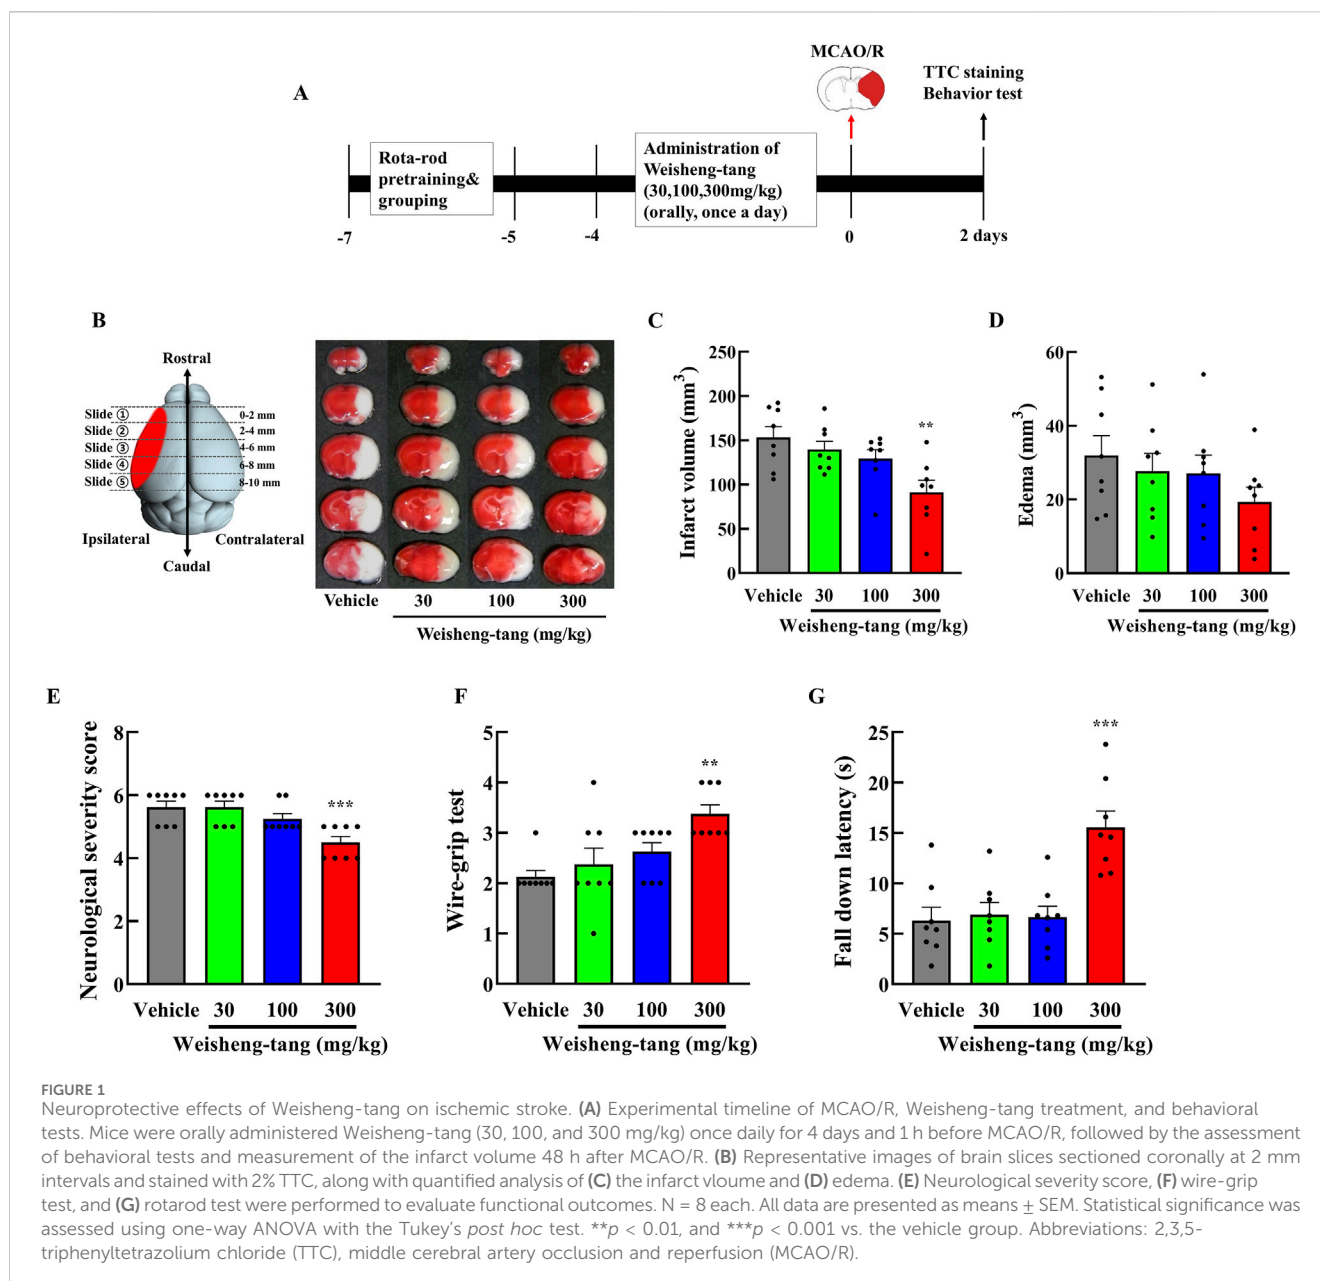 A
MCAO/R
TTC staining
Behavior test
Rota-rod
pretraining&
grouping
Administration of
Weisheng-tang
(30,100,300mg/kg)
(orally, once a day)
-7
-5
-4
0
2 days
B
Rostral
Slide ①
0-2 mm
Slide ②
2-4 mm
Slide ③
4-6 mm
Slide ④
6-8 mm
Slide ⑤
8-10 mm
Ipsilateral
Contralateral
Caudal
Vehicle
30
100
300
Weisheng-tang (mg/kg)
C
Infarct volume (mm³)
250
200
150
100
50
0
**
Vehicle
30
100
300
Weisheng-tang (mg/kg)
D
Edema (mm³)
60
40
20
0
Vehicle
30
100
300
Weisheng-tang (mg/kg)
E
Neurological severity score
8
6
4
2
0
***
Vehicle
30
100
300
Weisheng-tang (mg/kg)
F
Wire-grip test
5
4
3
2
1
0
**
Vehicle
30
100
300
Weisheng-tang (mg/kg)
G
Fall down latency (s)
25
20
15
10
5
0
***
Vehicle
30
100
300
Weisheng-tang (mg/kg)
FIGURE 1
Neuroprotective effects of Weisheng-tang on ischemic stroke. (A) Experimental timeline of MCAO/R, Weisheng-tang treatment, and behavioral
tests. Mice were orally administered Weisheng-tang (30, 100, and 300 mg/kg) once daily for 4 days and 1 h before MCAO/R, followed by the assessment
of behavioral tests and measurement of the infarct volume 48 h after MCAO/R. (B) Representative images of brain slices sectioned coronally at 2 mm
intervals and stained with 2% TTC, along with quantified analysis of (C) the infarct vloume and (D) edema. (E) Neurological severity score, (F) wire-grip
test, and (G) rotarod test were performed to evaluate functional outcomes. N = 8 each. All data are presented as means ± SEM. Statistical significance was
assessed using one-way ANOVA with the Tukey's post hoc test. **p < 0.01, and ***p < 0.001 vs. the vehicle group. Abbreviations: 2,3,5-
triphenyltetrazolium chloride (TTC), middle cerebral artery occlusion and reperfusion (MCAO/R).